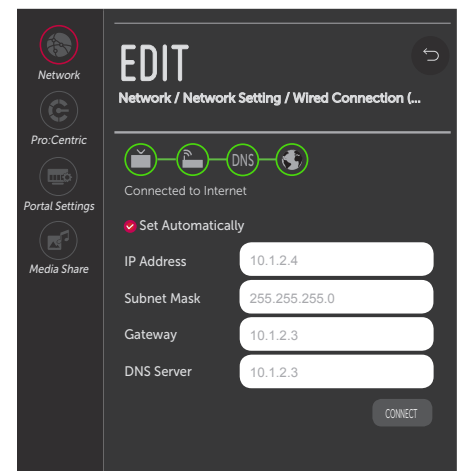 Network
Pro:Centric
Portal Settings
Media Share
EDIT
Network / Network Setting / Wired Connection (...
DNS
Connected to Internet
Set Automatically
IP Address 10.1.2.4
Subnet Mask 255.255.255.0
Gateway 10.1.2.3
DNS Server 10.1.2.3
CONNECT